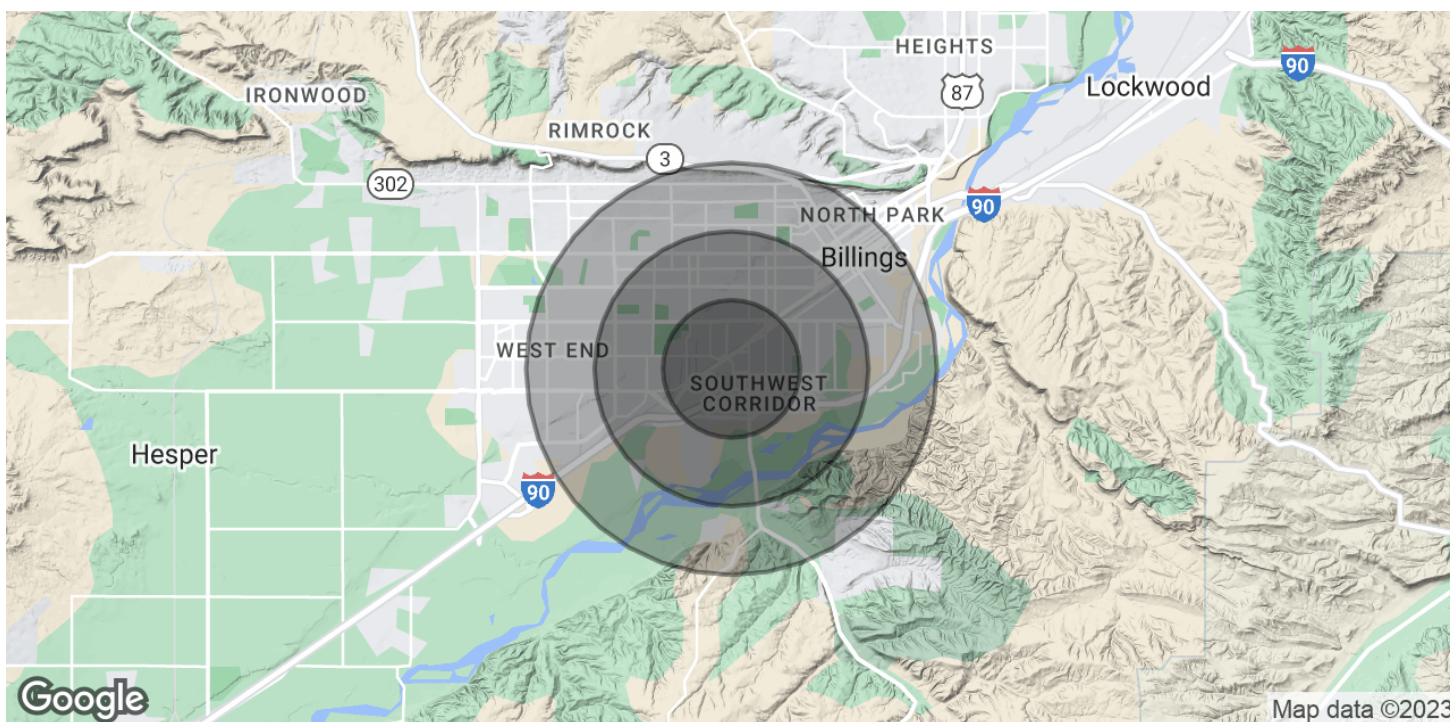 HEIGHTS
90
87
Lockwood
IRONWOOD
RIMROCK
3
302
90
NORTH PARK
Billings
WEST END
SOUTHWEST
CORRIDOR
Hesper
90
Google
Map data ©2023